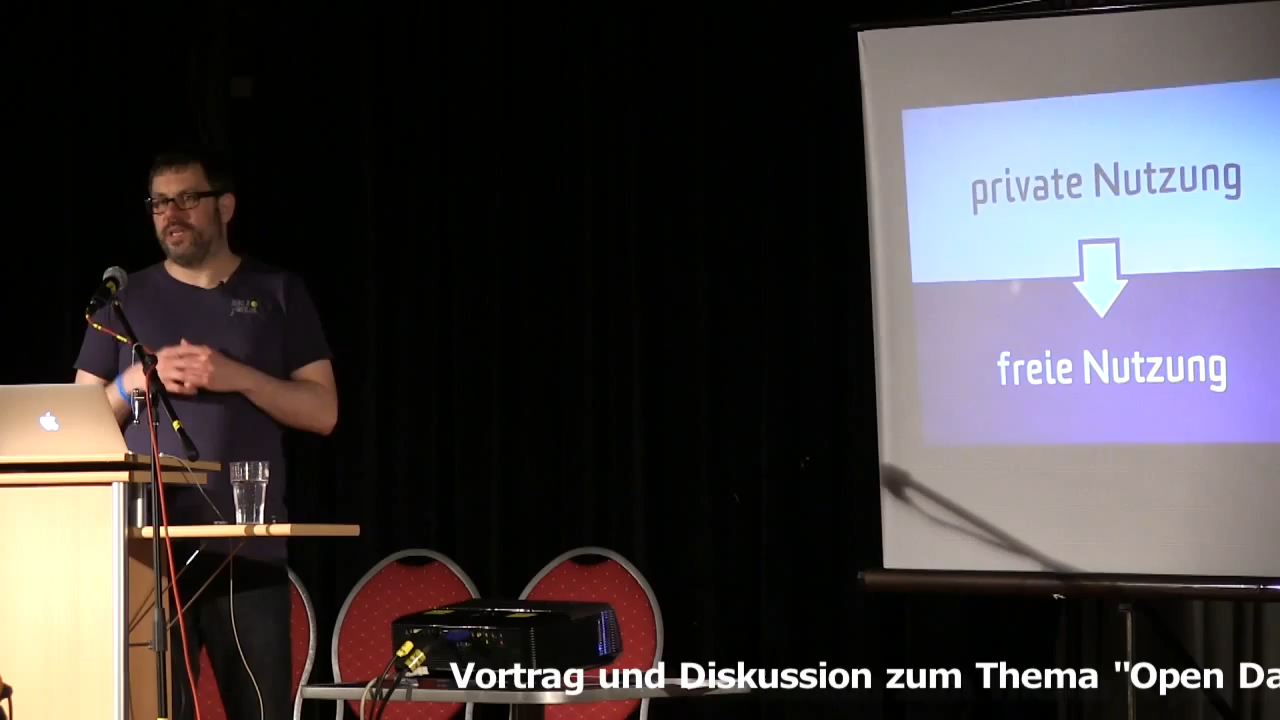 private Nutzung
freie Nutzung
Vortrag und Diskussion zum Thema "Open Da